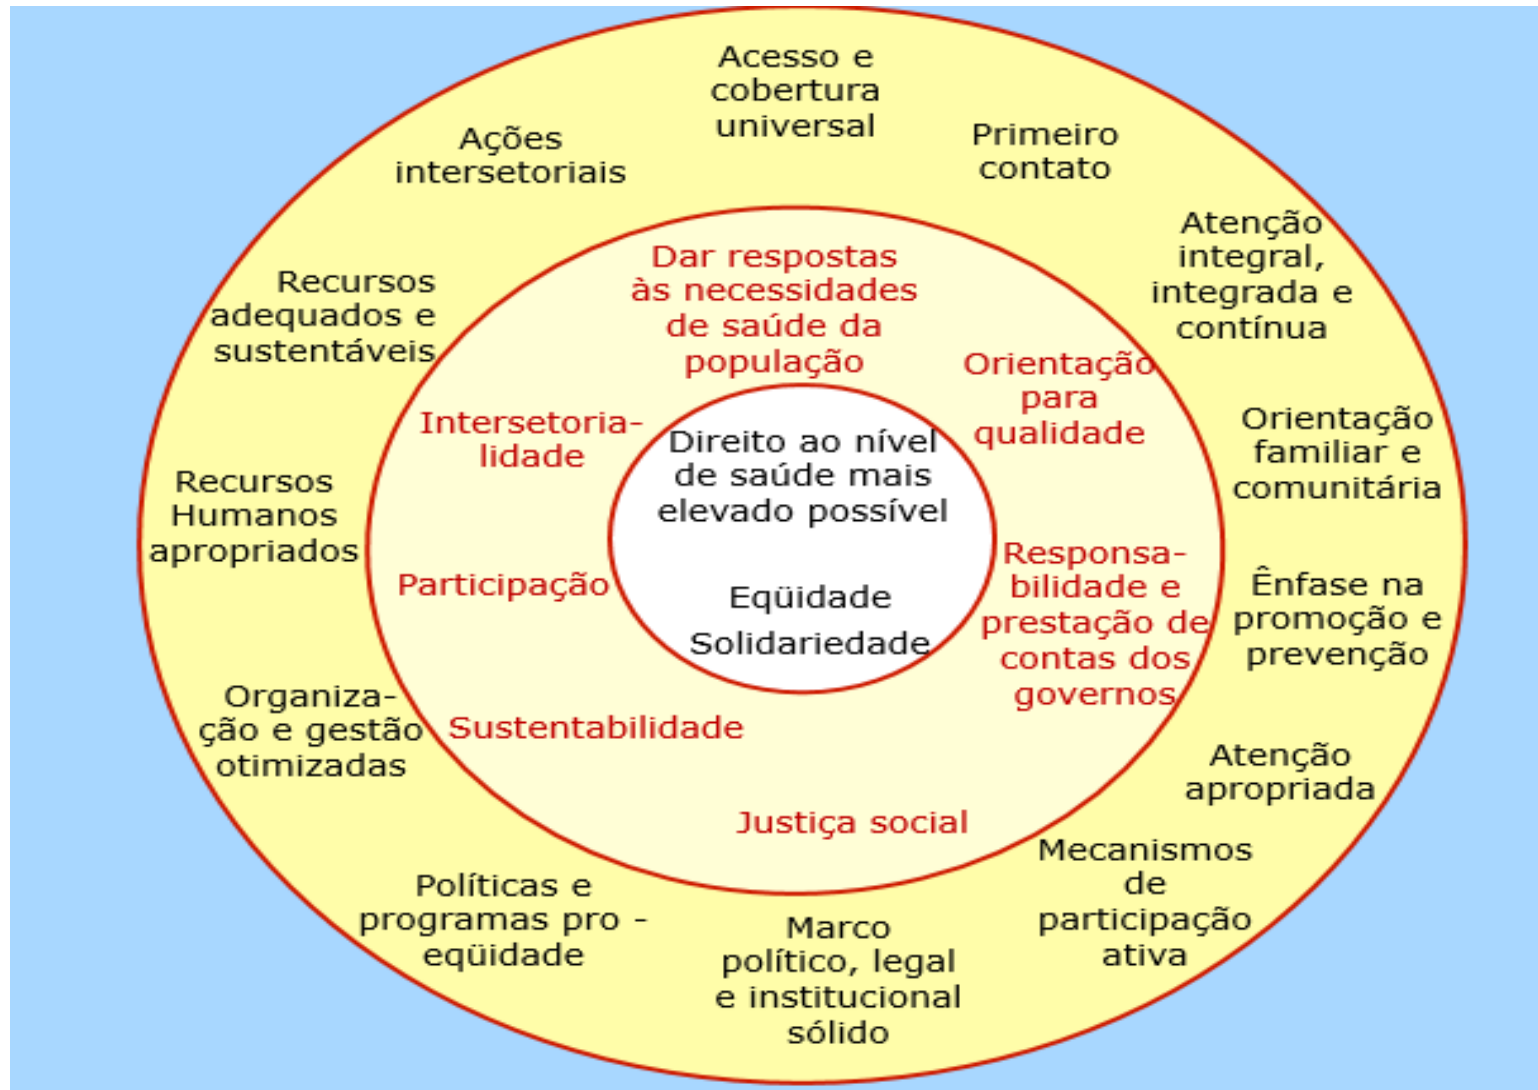 Acesso e
cobertura
universal
Primeiro
contato
Atenção
integral,
integrada e
contínua
Orientação
familiar e
comunitária
Ênfase na
promoção e
prevenção
Atenção
apropriada
Mecanismos
de
participação
ativa
Marco
político, legal
e institucional
sólido
Políticas e
programas pro -
eqüidade
Organiza-
ção e gestão
otimizadas
Recursos
Humanos
apropriados
Recursos
adequados e
sustentáveis
Ações
intersetoriais
Dar respostas
às necessidades
de saúde da
população
Orientação
para
qualidade
Responsa-
bilidade e
prestação de
contas dos
governos
Justiça social
Sustentabilidade
Participação
Intersetoria-
lidade
Direito ao nível
de saúde mais
elevado possível
Eqüidade
Solidariedade